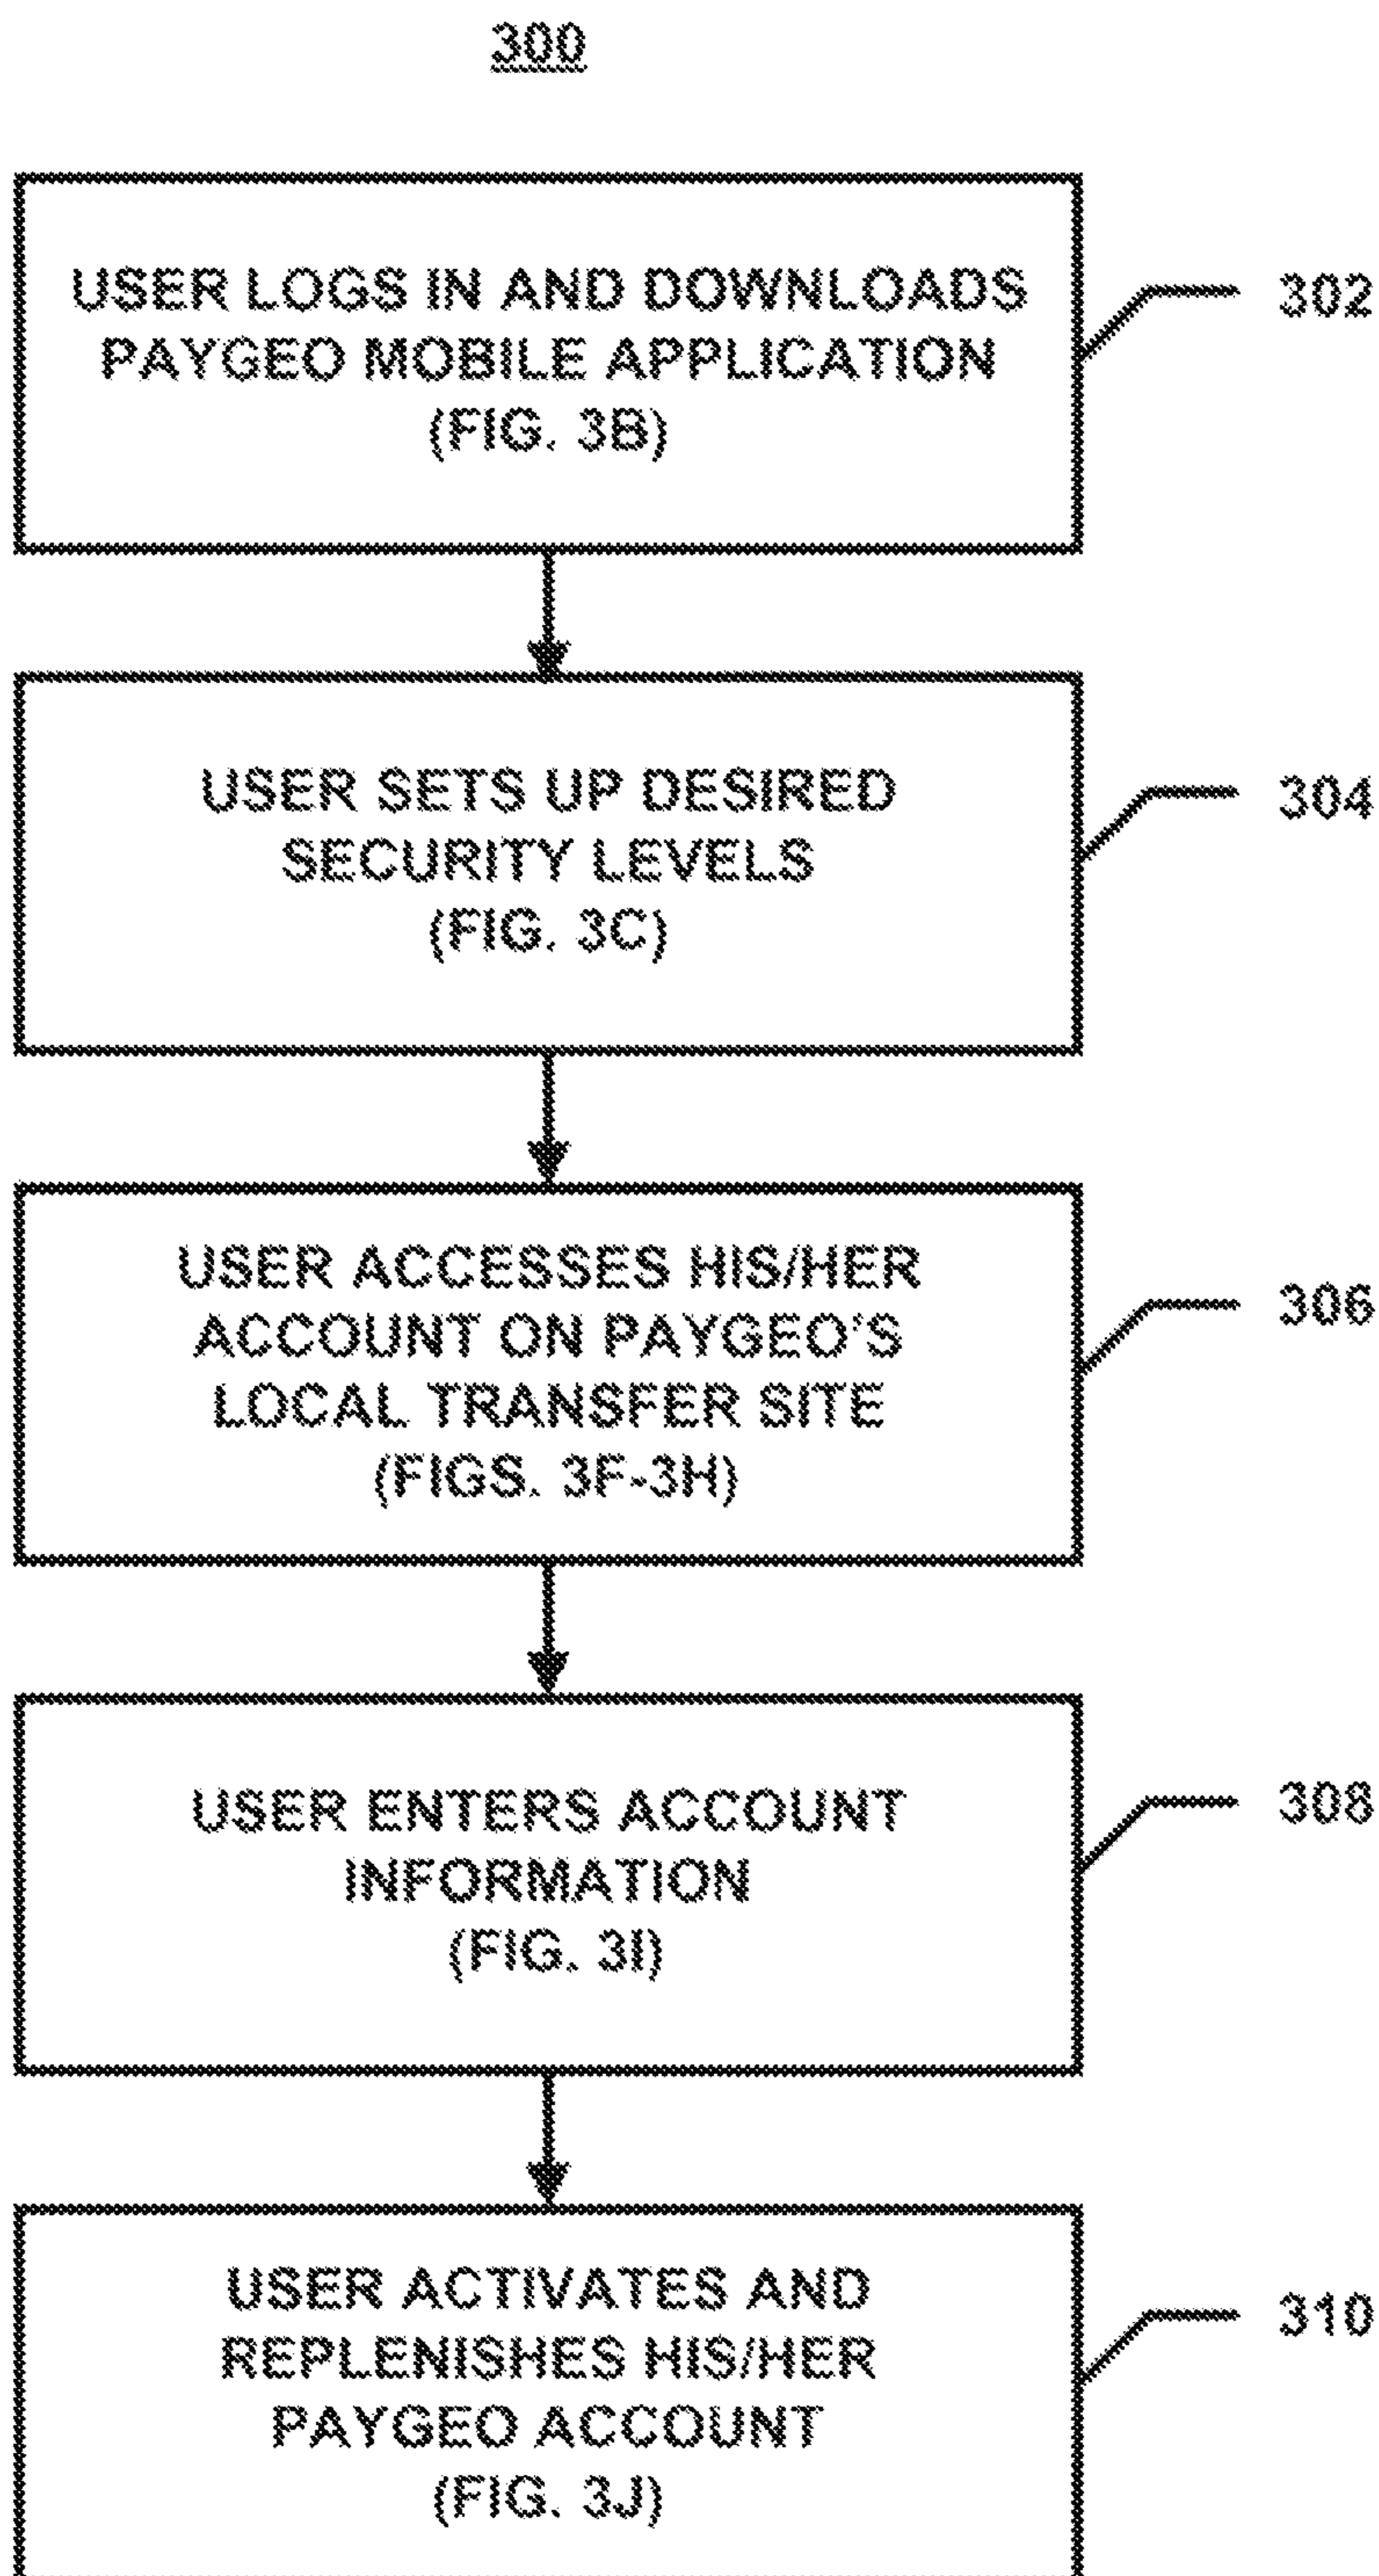 300
USER LOGS IN AND DOWNLOADS
PAYGEO MOBILE APPLICATION
(FIG. 3B)
302
USER SETS UP DESIRED
SECURITY LEVELS
(FIG. 3C)
304
USER ACCESSES HIS/HER
ACCOUNT ON PAYGEO'S
LOCAL TRANSFER SITE
(FIGS. 3F-3H)
306
USER ENTERS ACCOUNT
INFORMATION
(FIG. 3I)
308
USER ACTIVATES AND
REPLENISHES HIS/HER
PAYGEO ACCOUNT
(FIG. 3J)
310